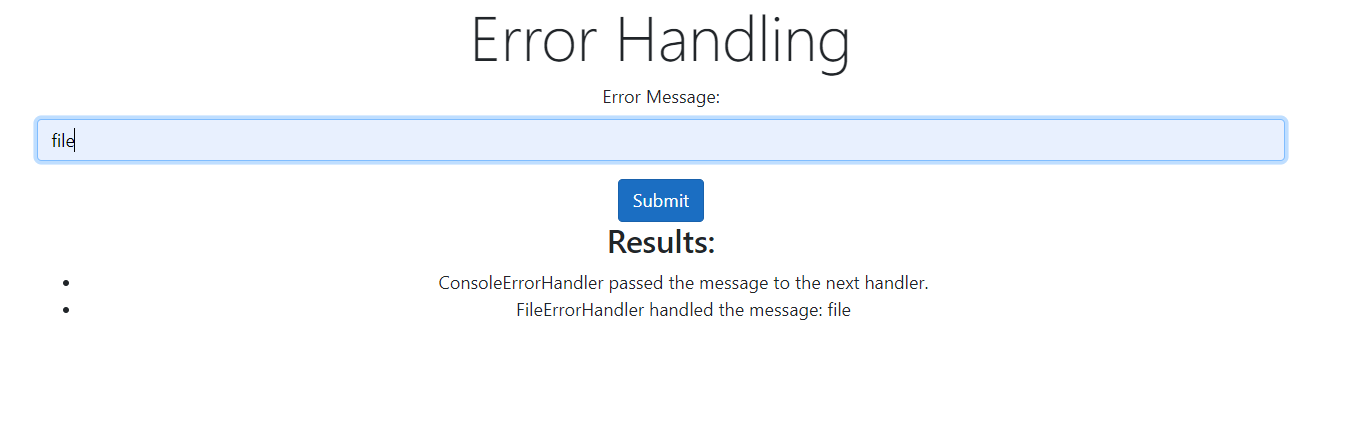 Error Handling
Error Message:
file
Submit
Results:
ConsoleErrorHandler passed the message to the next handler.
FileErrorHandler handled the message: file